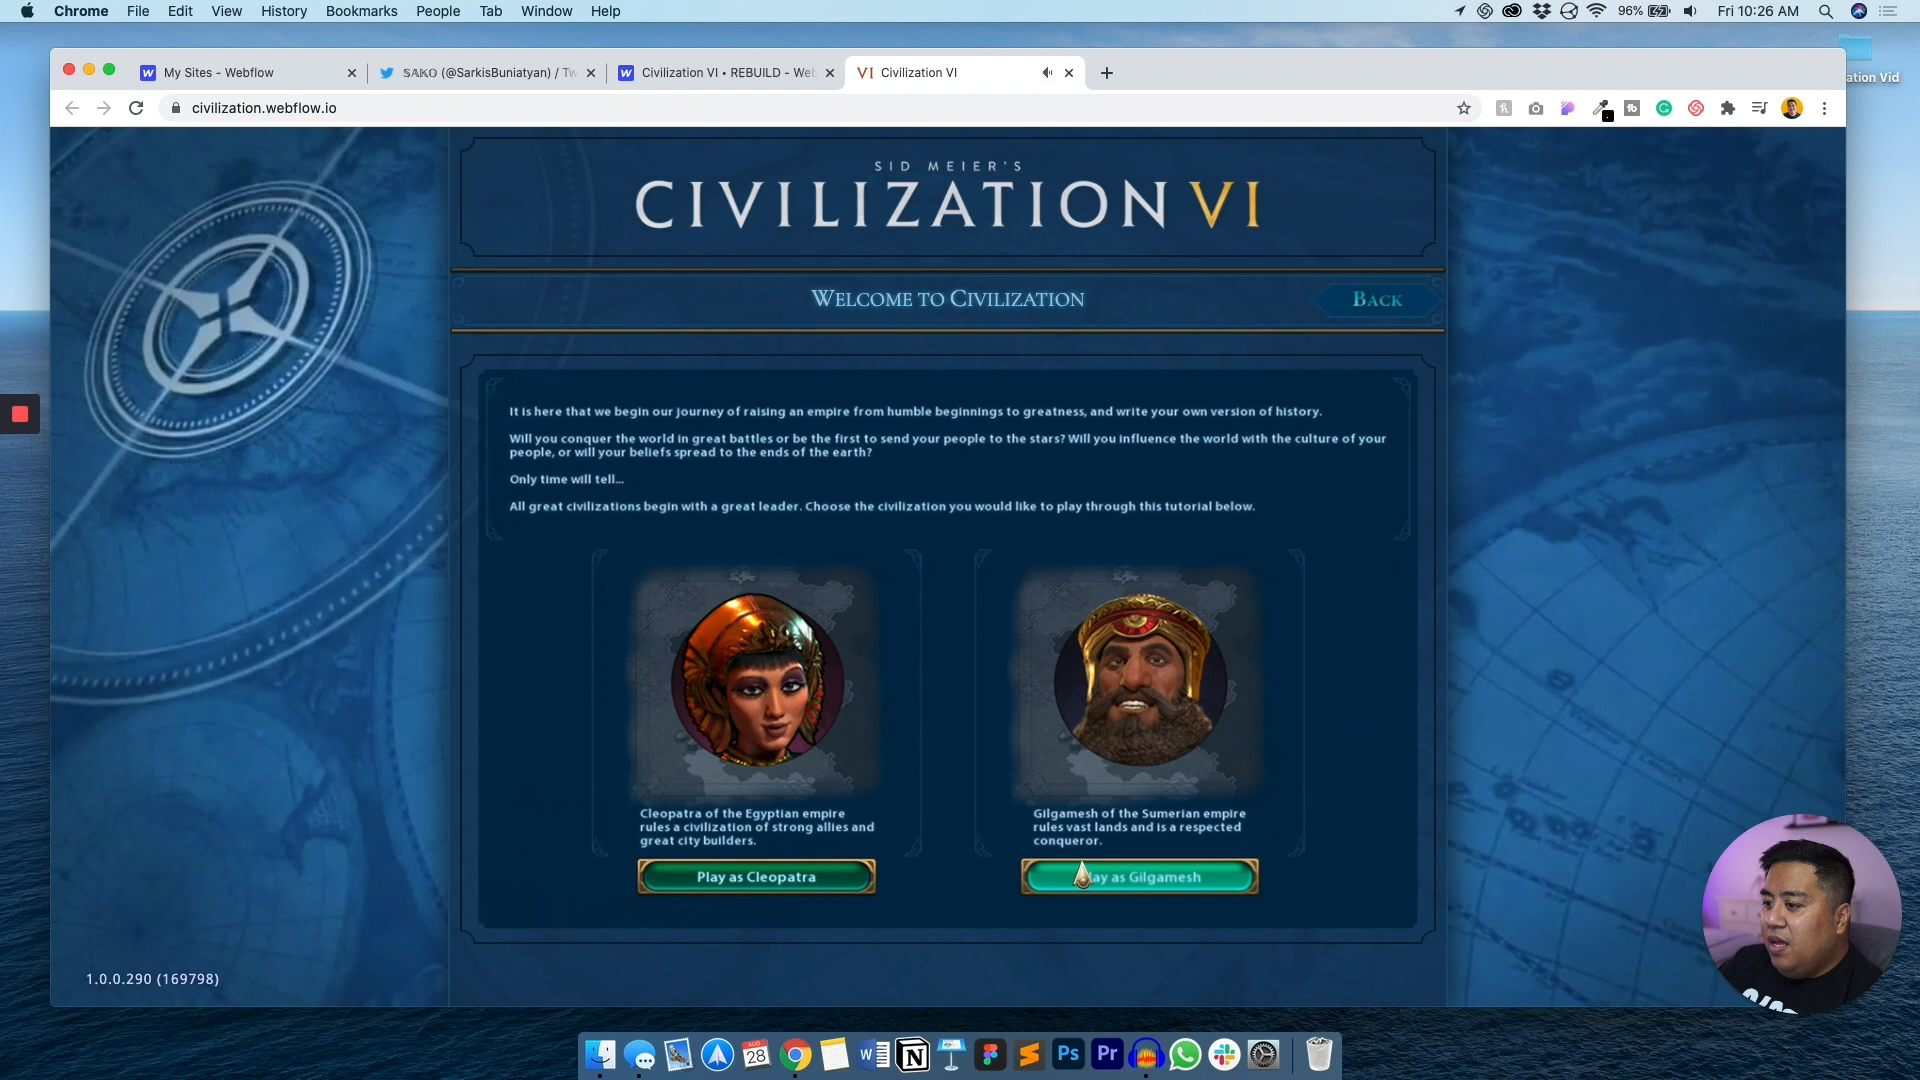 Chrome File Edit View History Bookmarks People Tab Window Help 96% Fri 10:26 AM
My Sites - Webflow SAKO (@SarkisBuniatyan) / Tw Civilization VI • REBUILD - Web Civilization VI
ation Vid
civilization.webflow.io
SID MEIER'S
CIVILIZATION VI
WELCOME TO CIVILIZATION
BACK
It is here that we begin our journey of raising an empire from humble beginnings to greatness, and write your own version of history.
Will you conquer the world in great battles or be the first to send your people to the stars? Will you influence the world with the culture of your
people, or will your beliefs spread to the ends of the earth?
Only time will tell...
All great civilizations begin with a great leader. Choose the civilization you would like to play through this tutorial below.
Cleopatra of the Egyptian empire
rules a civilization of strong allies and
great city builders.
Play as Cleopatra
Gilgamesh of the Sumerian empire
rules vast lands and is a respected
conqueror.
ay as Gilgamesh
1.0.0.290 (169798)
AUG
28
W
N
Ps
Pr